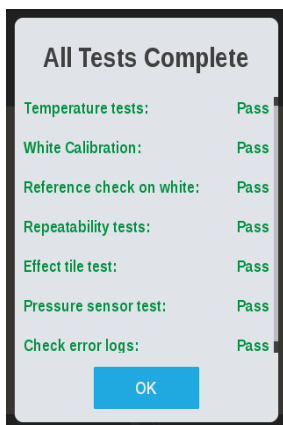 All Tests Complete
Temperature tests: Pass
White Calibration: Pass
Reference check on white: Pass
Repeatability tests: Pass
Effect tile test: Pass
Pressure sensor test: Pass
Check error logs: Pass
OK